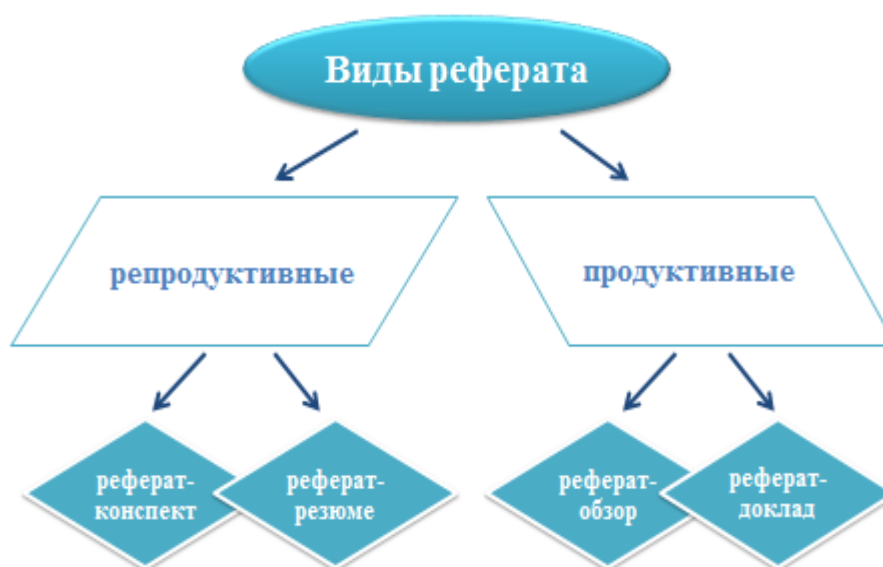 Виды реферата
репродуктивные
продуктивные
реферат-
конспект
реферат-
резюме
реферат-
обзор
реферат-
доклад